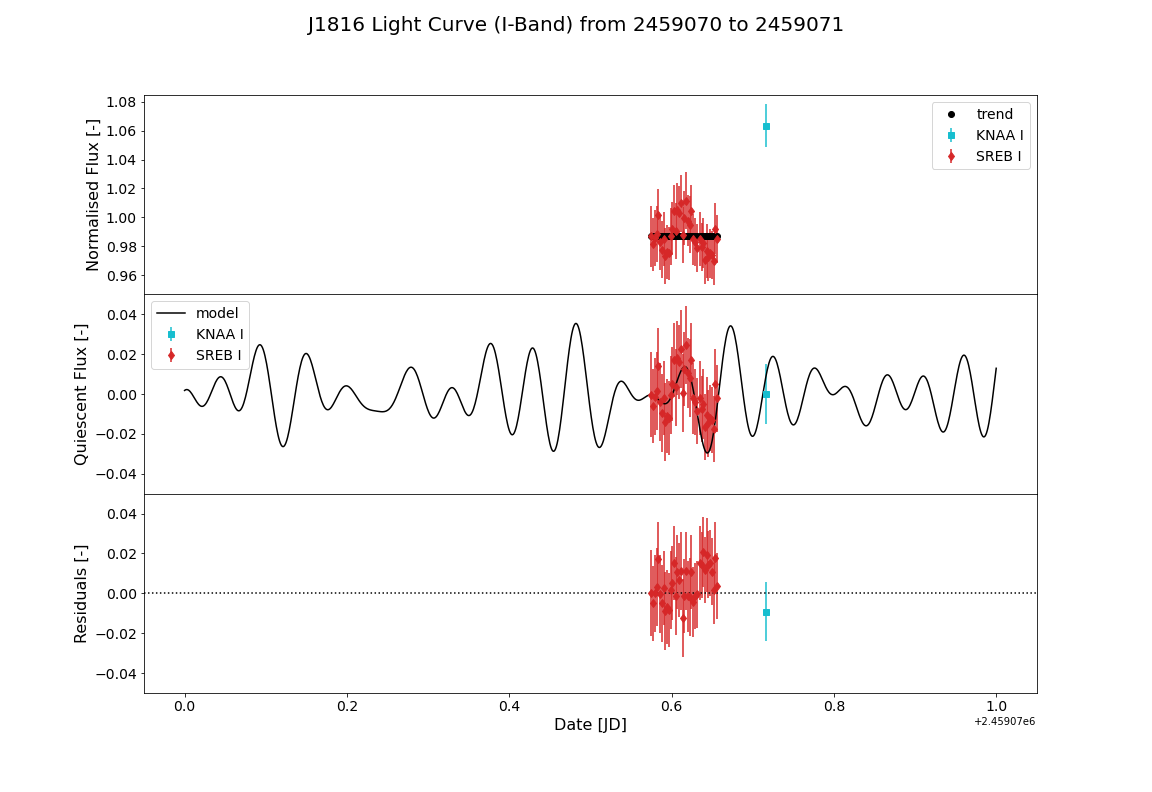 J1816 Light Curve (I-Band) from 2459070 to 2459071
Normalised Flux [-]
1.08
1.06
1.04
1.02
1.00
0.98
0.96
trend
KNAA I
SREB I
Quiescent Flux [-]
0.04
0.02
0.00
−0.02
−0.04
model
KNAA I
SREB I
Residuals [-]
0.04
0.02
0.00
−0.02
−0.04
0.0 0.2 0.4 0.6 0.8 1.0
Date [JD]
+2.45907e6